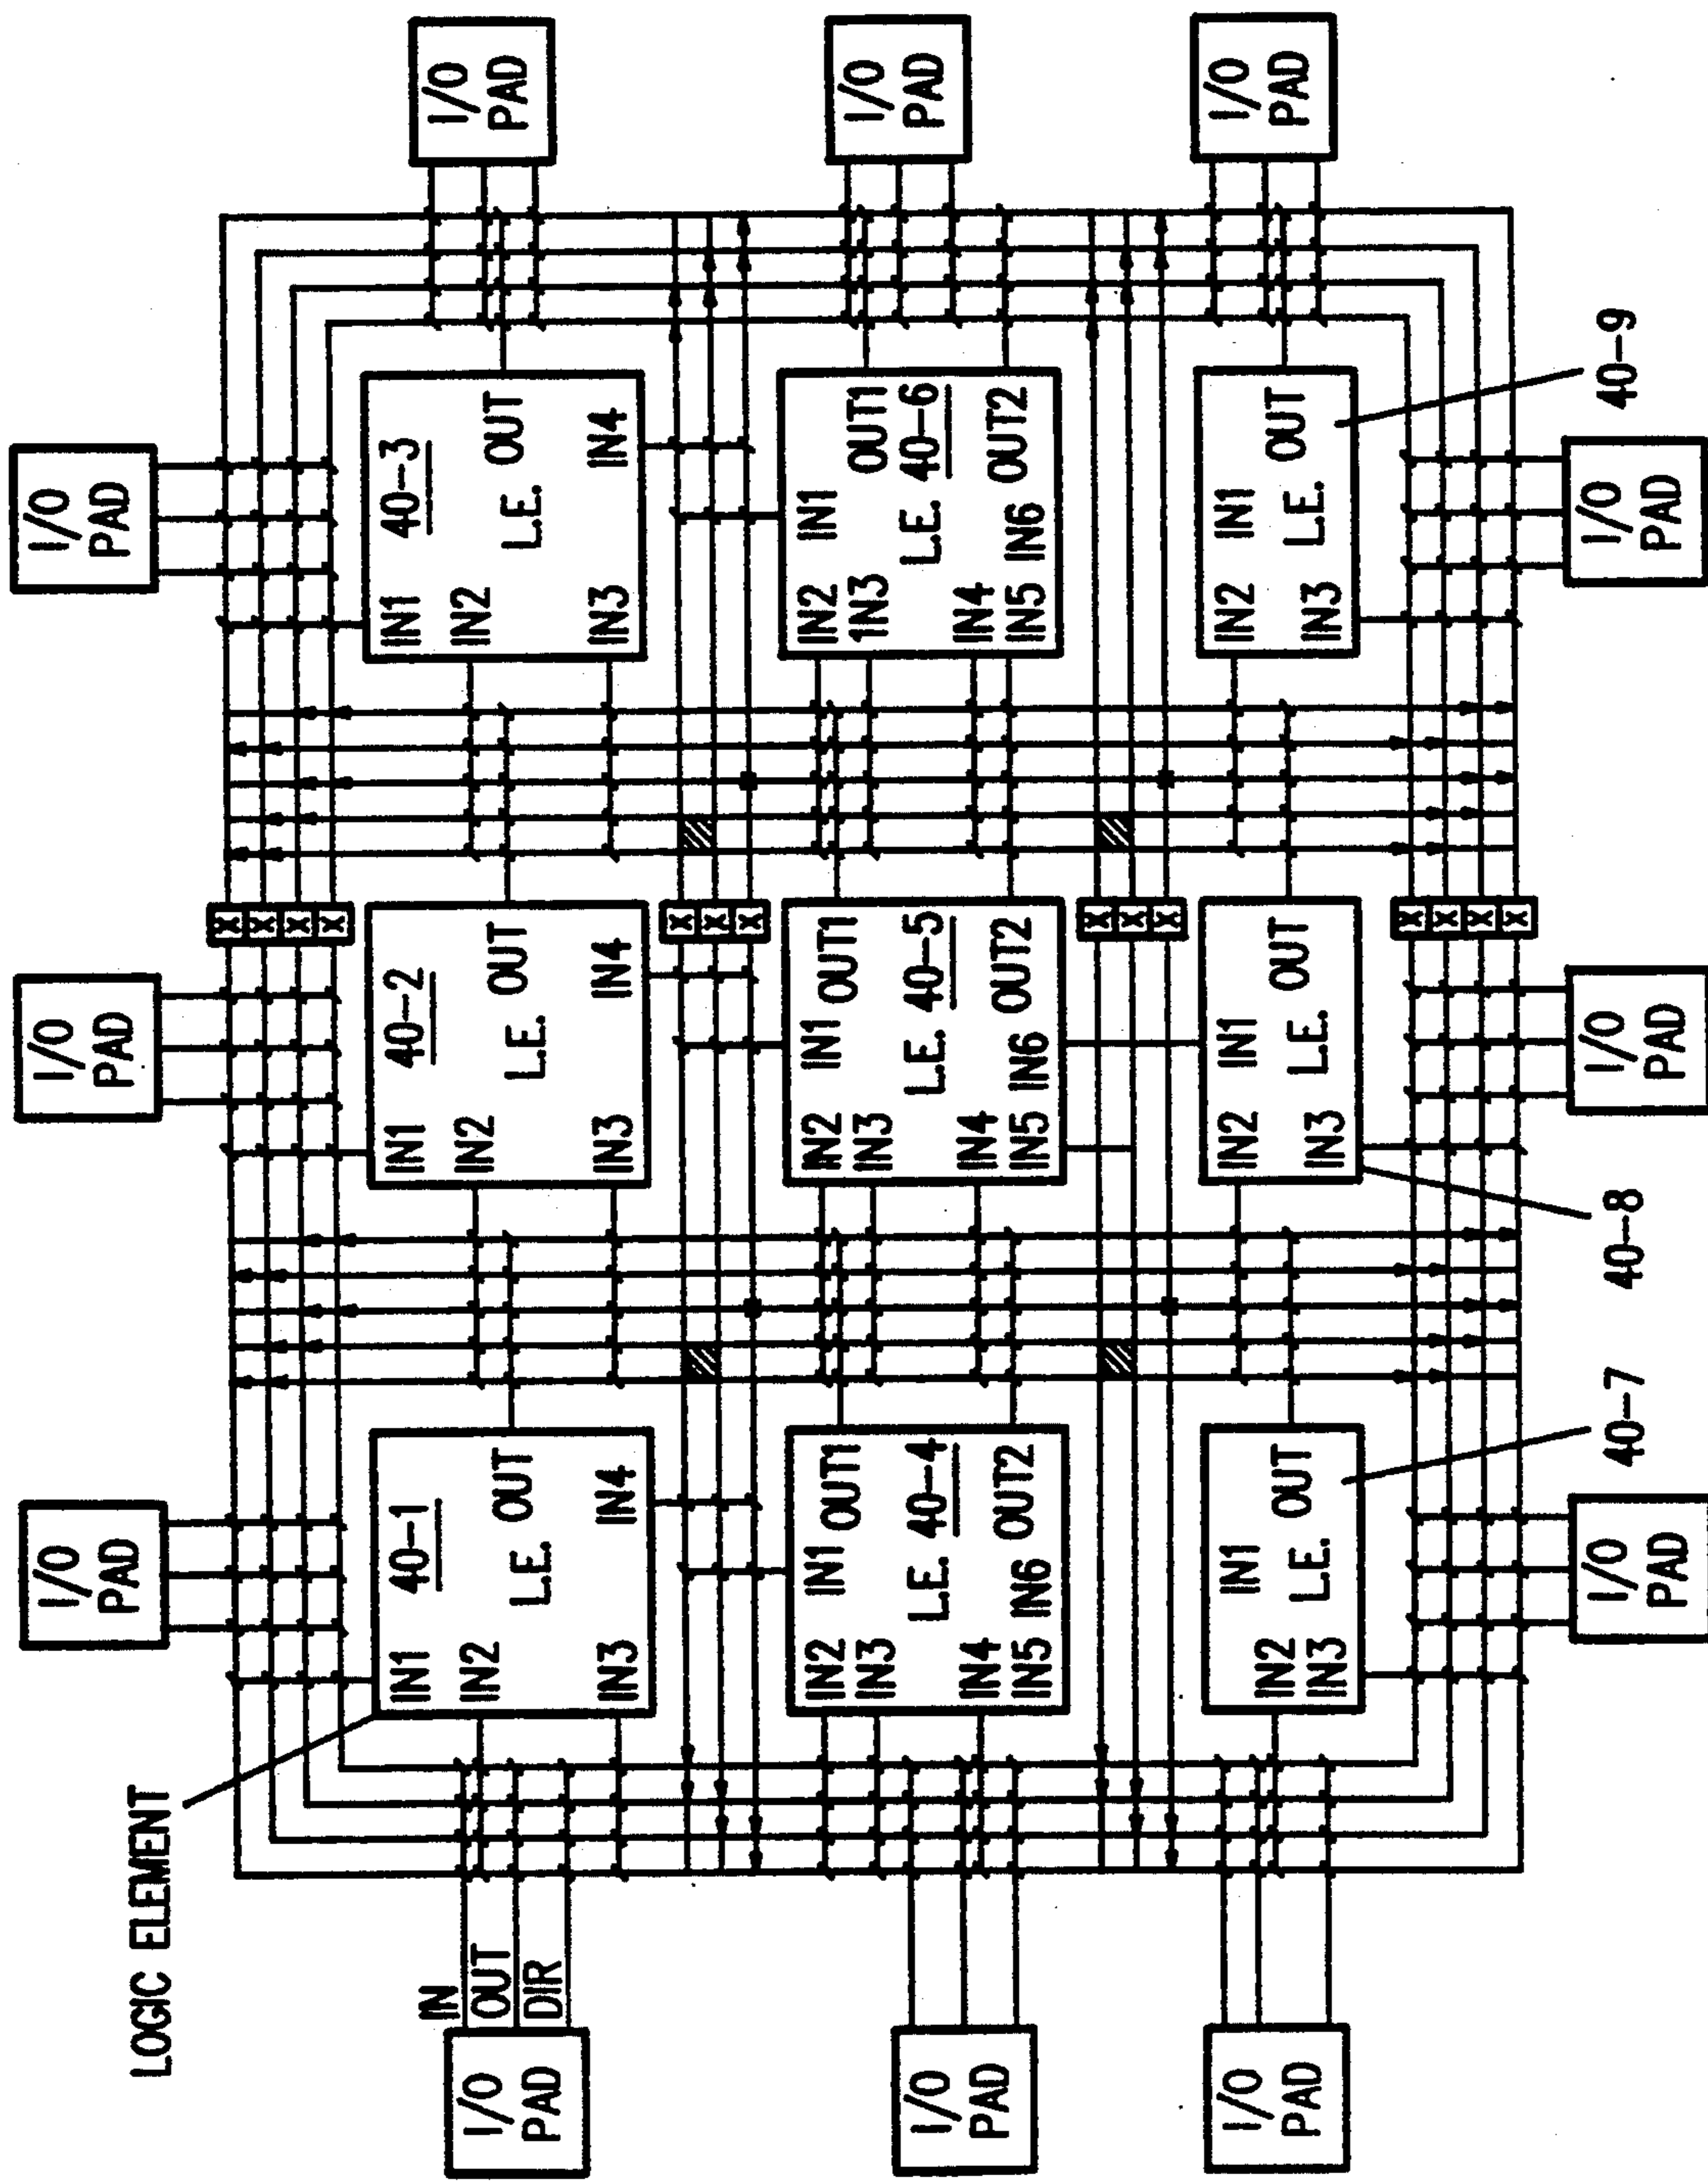 I/O
PAD
I/O
PAD
I/O
PAD
LOGIC ELEMENT
X
X
X
X
I/O
PAD
IN
OUT
DIR
IN1 40-1
IN2 OUT
L.E.
IN3 IN4
IN1 40-2
IN2 OUT
L.E.
IN3 IN4
IN1 40-3
IN2 OUT
L.E.
IN3 IN4
I/O
PAD
X
X
X
I/O
PAD
IN2 IN1 OUT1
IN3
L.E. 40-4
IN4
IN5 IN6 OUT2
IN2 IN1 OUT1
IN3
L.E. 40-5
IN4
IN5 IN6 OUT2
IN2 IN1
1N3 OUT1
L.E. 40-6
IN4
IN5 IN6 OUT2
I/O
PAD
X
X
X
I/O
PAD
IN1
IN2 OUT
IN3 L.E.
IN2 IN1 OUT
L.E.
IN3
IN2 IN1 OUT
L.E.
IN3
I/O
PAD
X
X
X
X
40-7
40-8
40-9
I/O
PAD
I/O
PAD
I/O
PAD